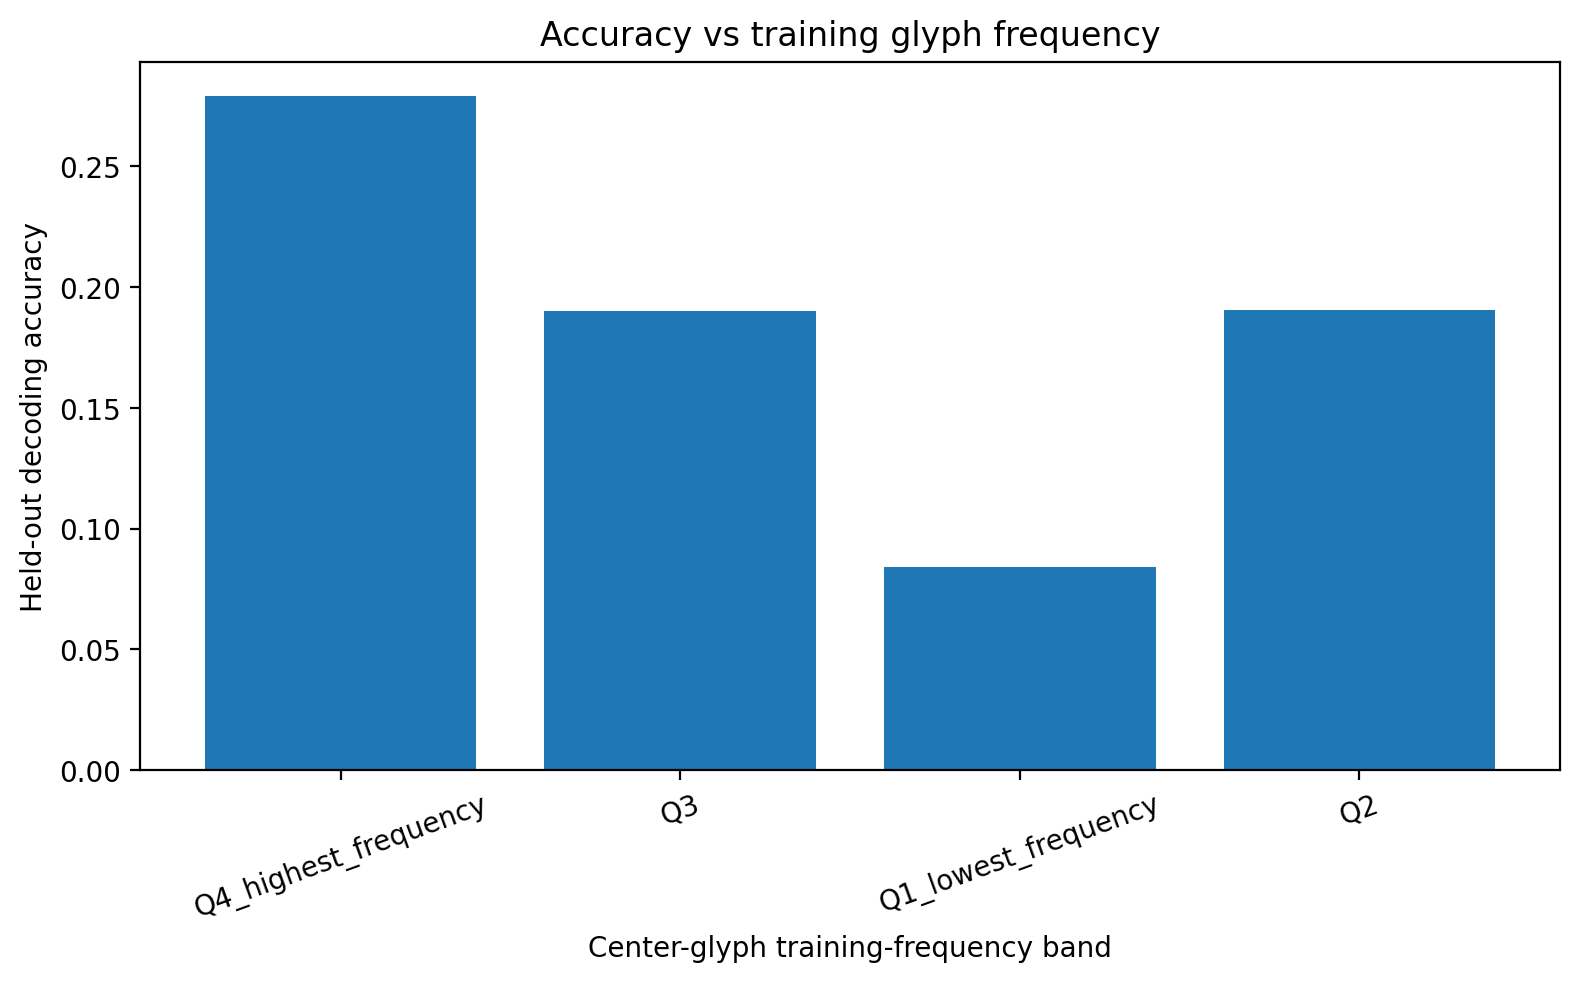 Accuracy vs training glyph frequency
Held-out decoding accuracy
0.25
0.20
0.15
0.10
0.05
0.00
Q4_highest_frequency
Q3
Q1_lowest_frequency
Q2
Center-glyph training-frequency band